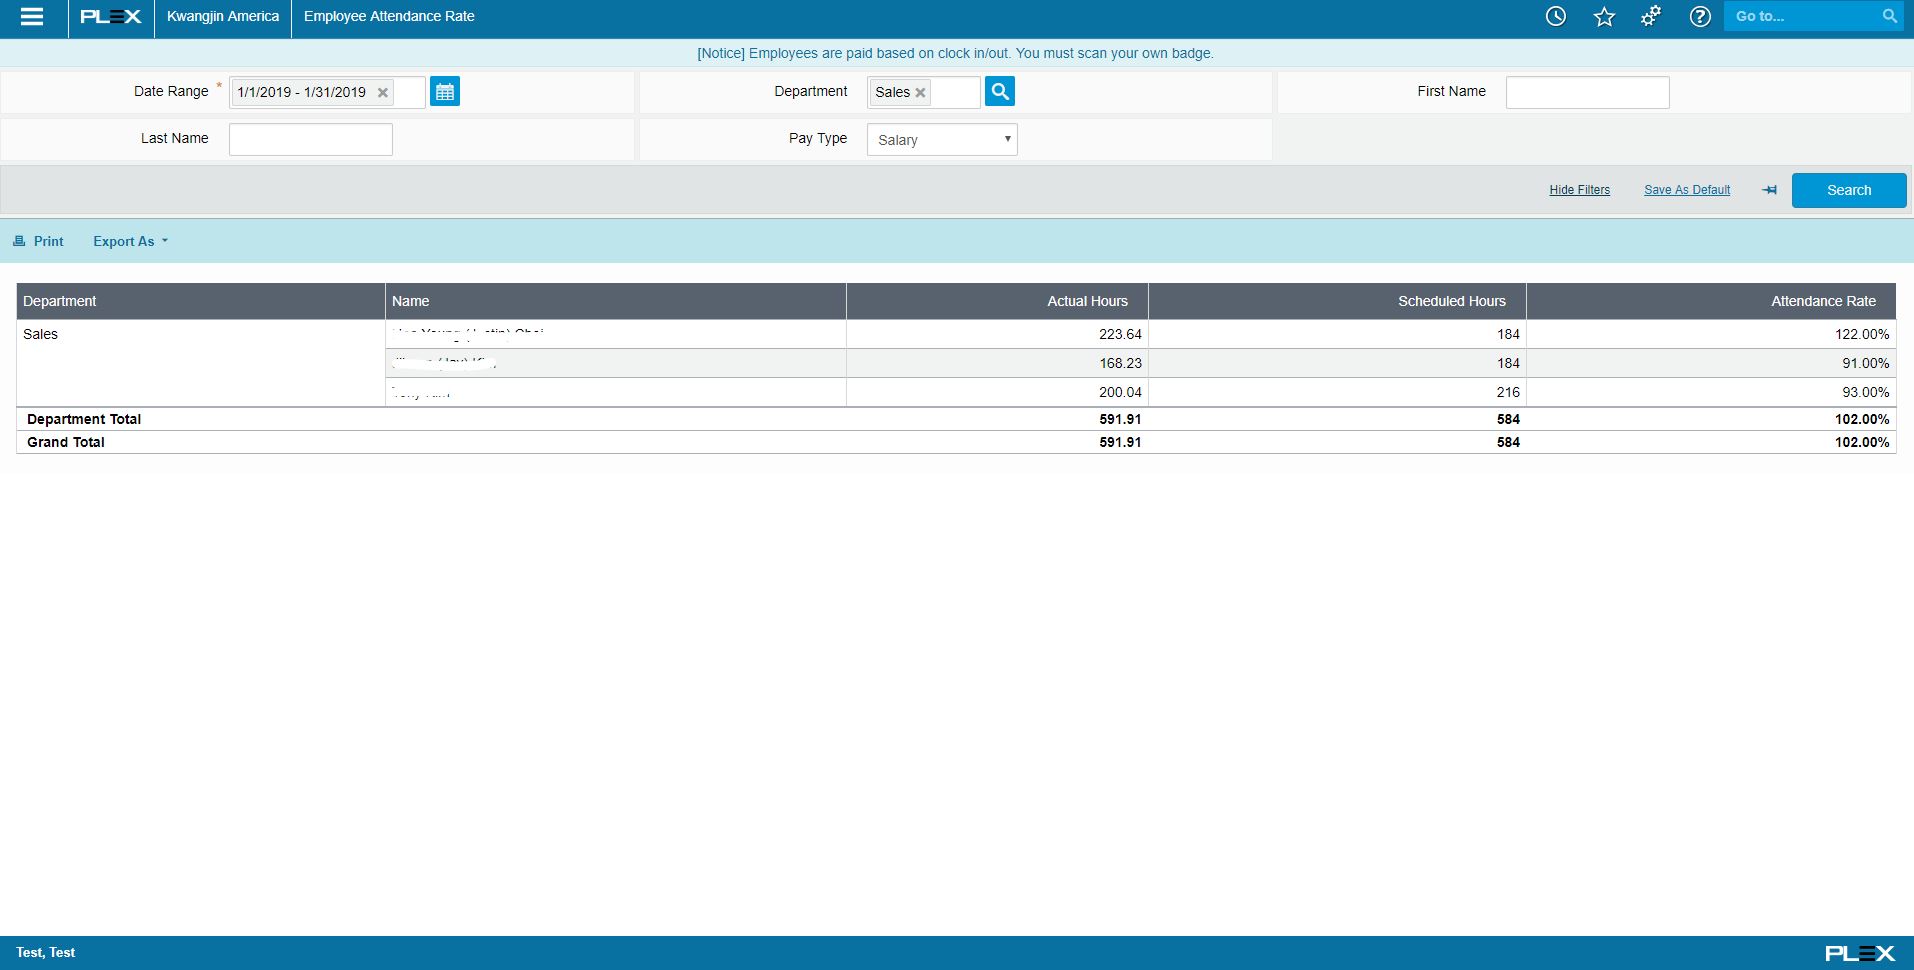 PLEX Kwangjin America Employee Attendance Rate Go to...
[Notice] Employees are paid based on clock in/out. You must scan your own badge.
Date Range * 1/1/2019 - 1/31/2019 Department Sales First Name
Last Name Pay Type Salary
Hide Filters Save As Default Search
Print Export As
Department Name Actual Hours Scheduled Hours Attendance Rate
Sales 223.64 184 122.00%
168.23 184 91.00%
200.04 216 93.00%
Department Total 591.91 584 102.00%
Grand Total 591.91 584 102.00%
Test, Test PLEX